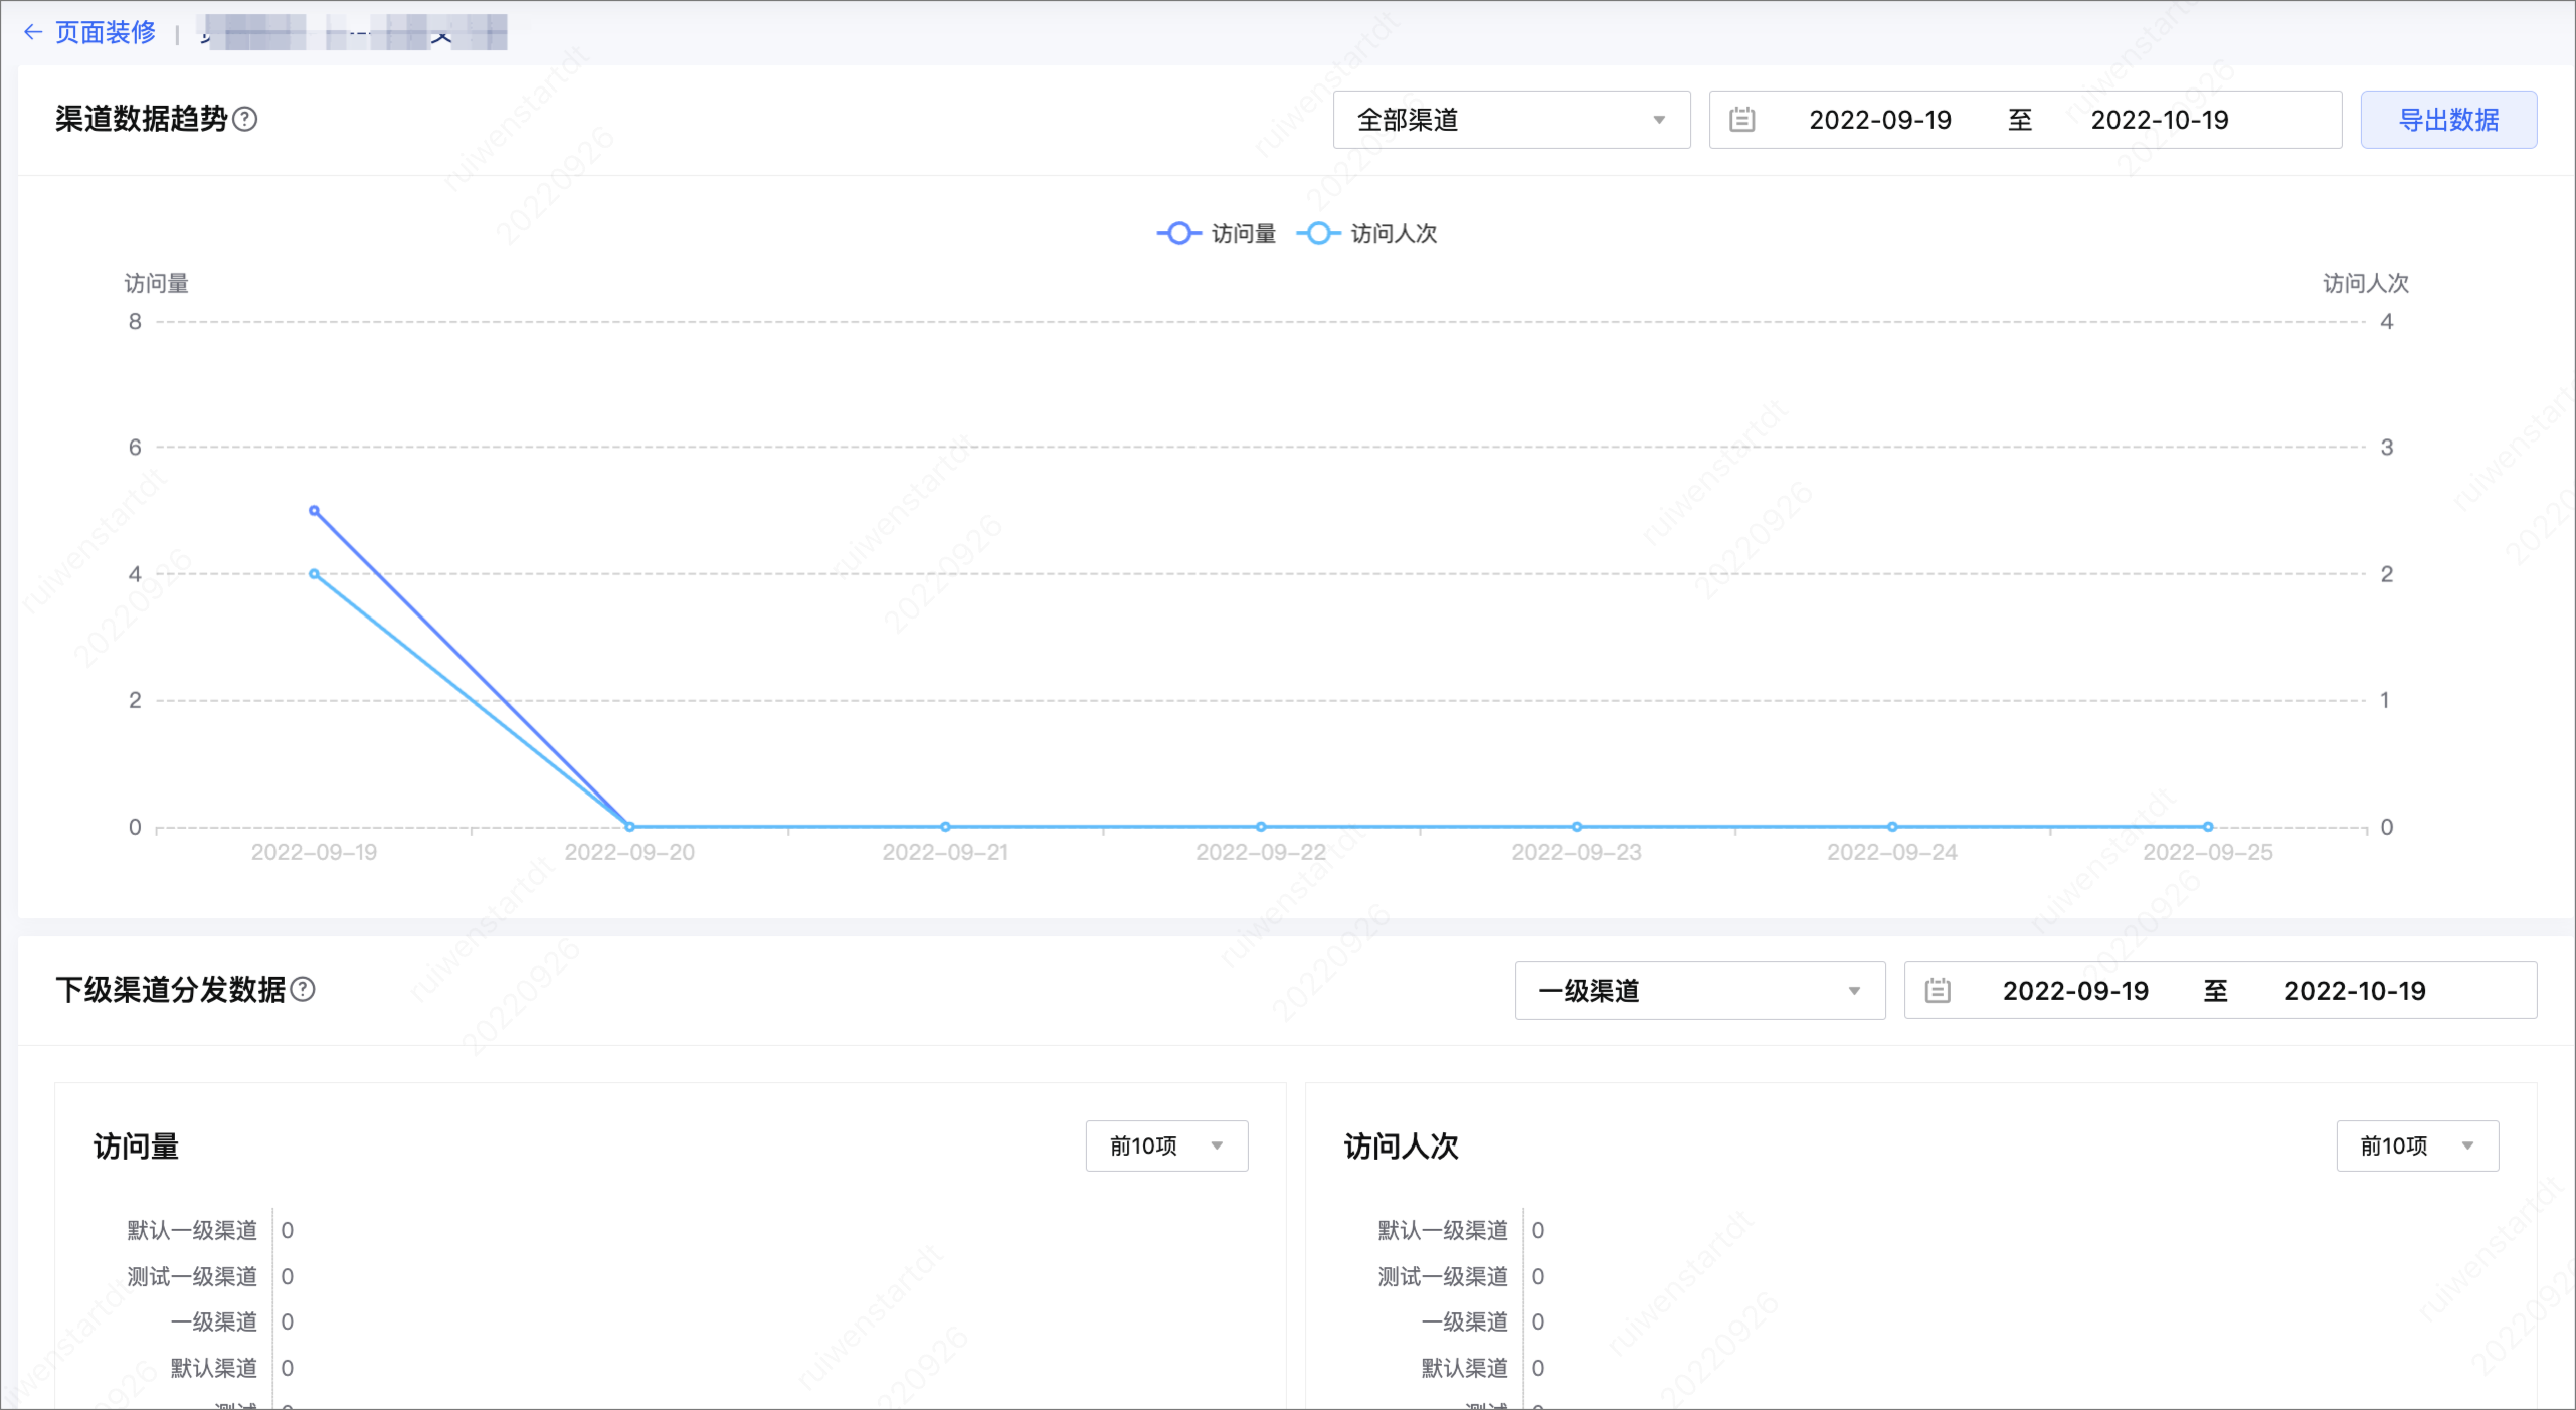 页面装修 |
渠道数据趋势 ?
全部渠道 2022-09-19 至 2022-10-19 导出数据
访问量 访问人次
访问量 访问人次
8 4
6 3
4 2
2 1
0 0
2022-09-19 2022-09-20 2022-09-21 2022-09-22 2022-09-23 2022-09-24 2022-09-25
下级渠道分发数据 ?
一级渠道 2022-09-19 至 2022-10-19
访问量 前10项
默认一级渠道 0
测试一级渠道 0
一级渠道 0
默认渠道 0
测试 0
访问人次 前10项
默认一级渠道 0
测试一级渠道 0
一级渠道 0
默认渠道 0
测试 0
ruiwenstartdt
20220926